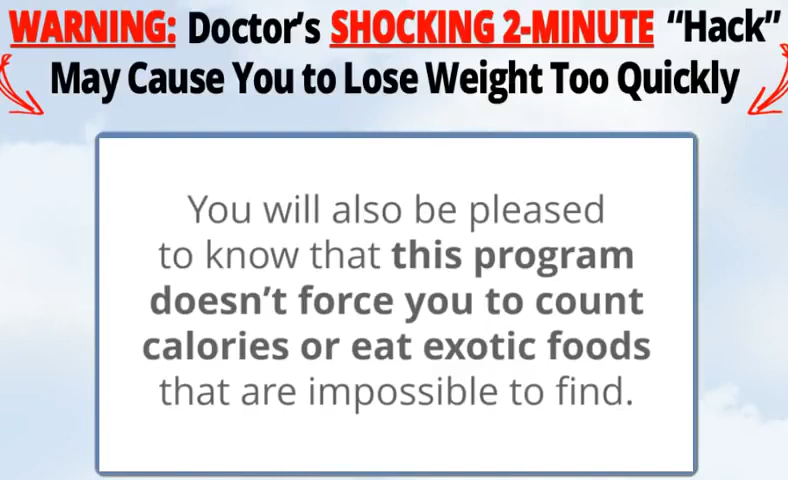 WARNING: Doctor's SHOCKING 2-MINUTE “Hack”
May Cause You to Lose Weight Too Quickly
You will also be pleased
to know that this program
doesn’t force you to count
calories or eat exotic foods
that are impossible to find.